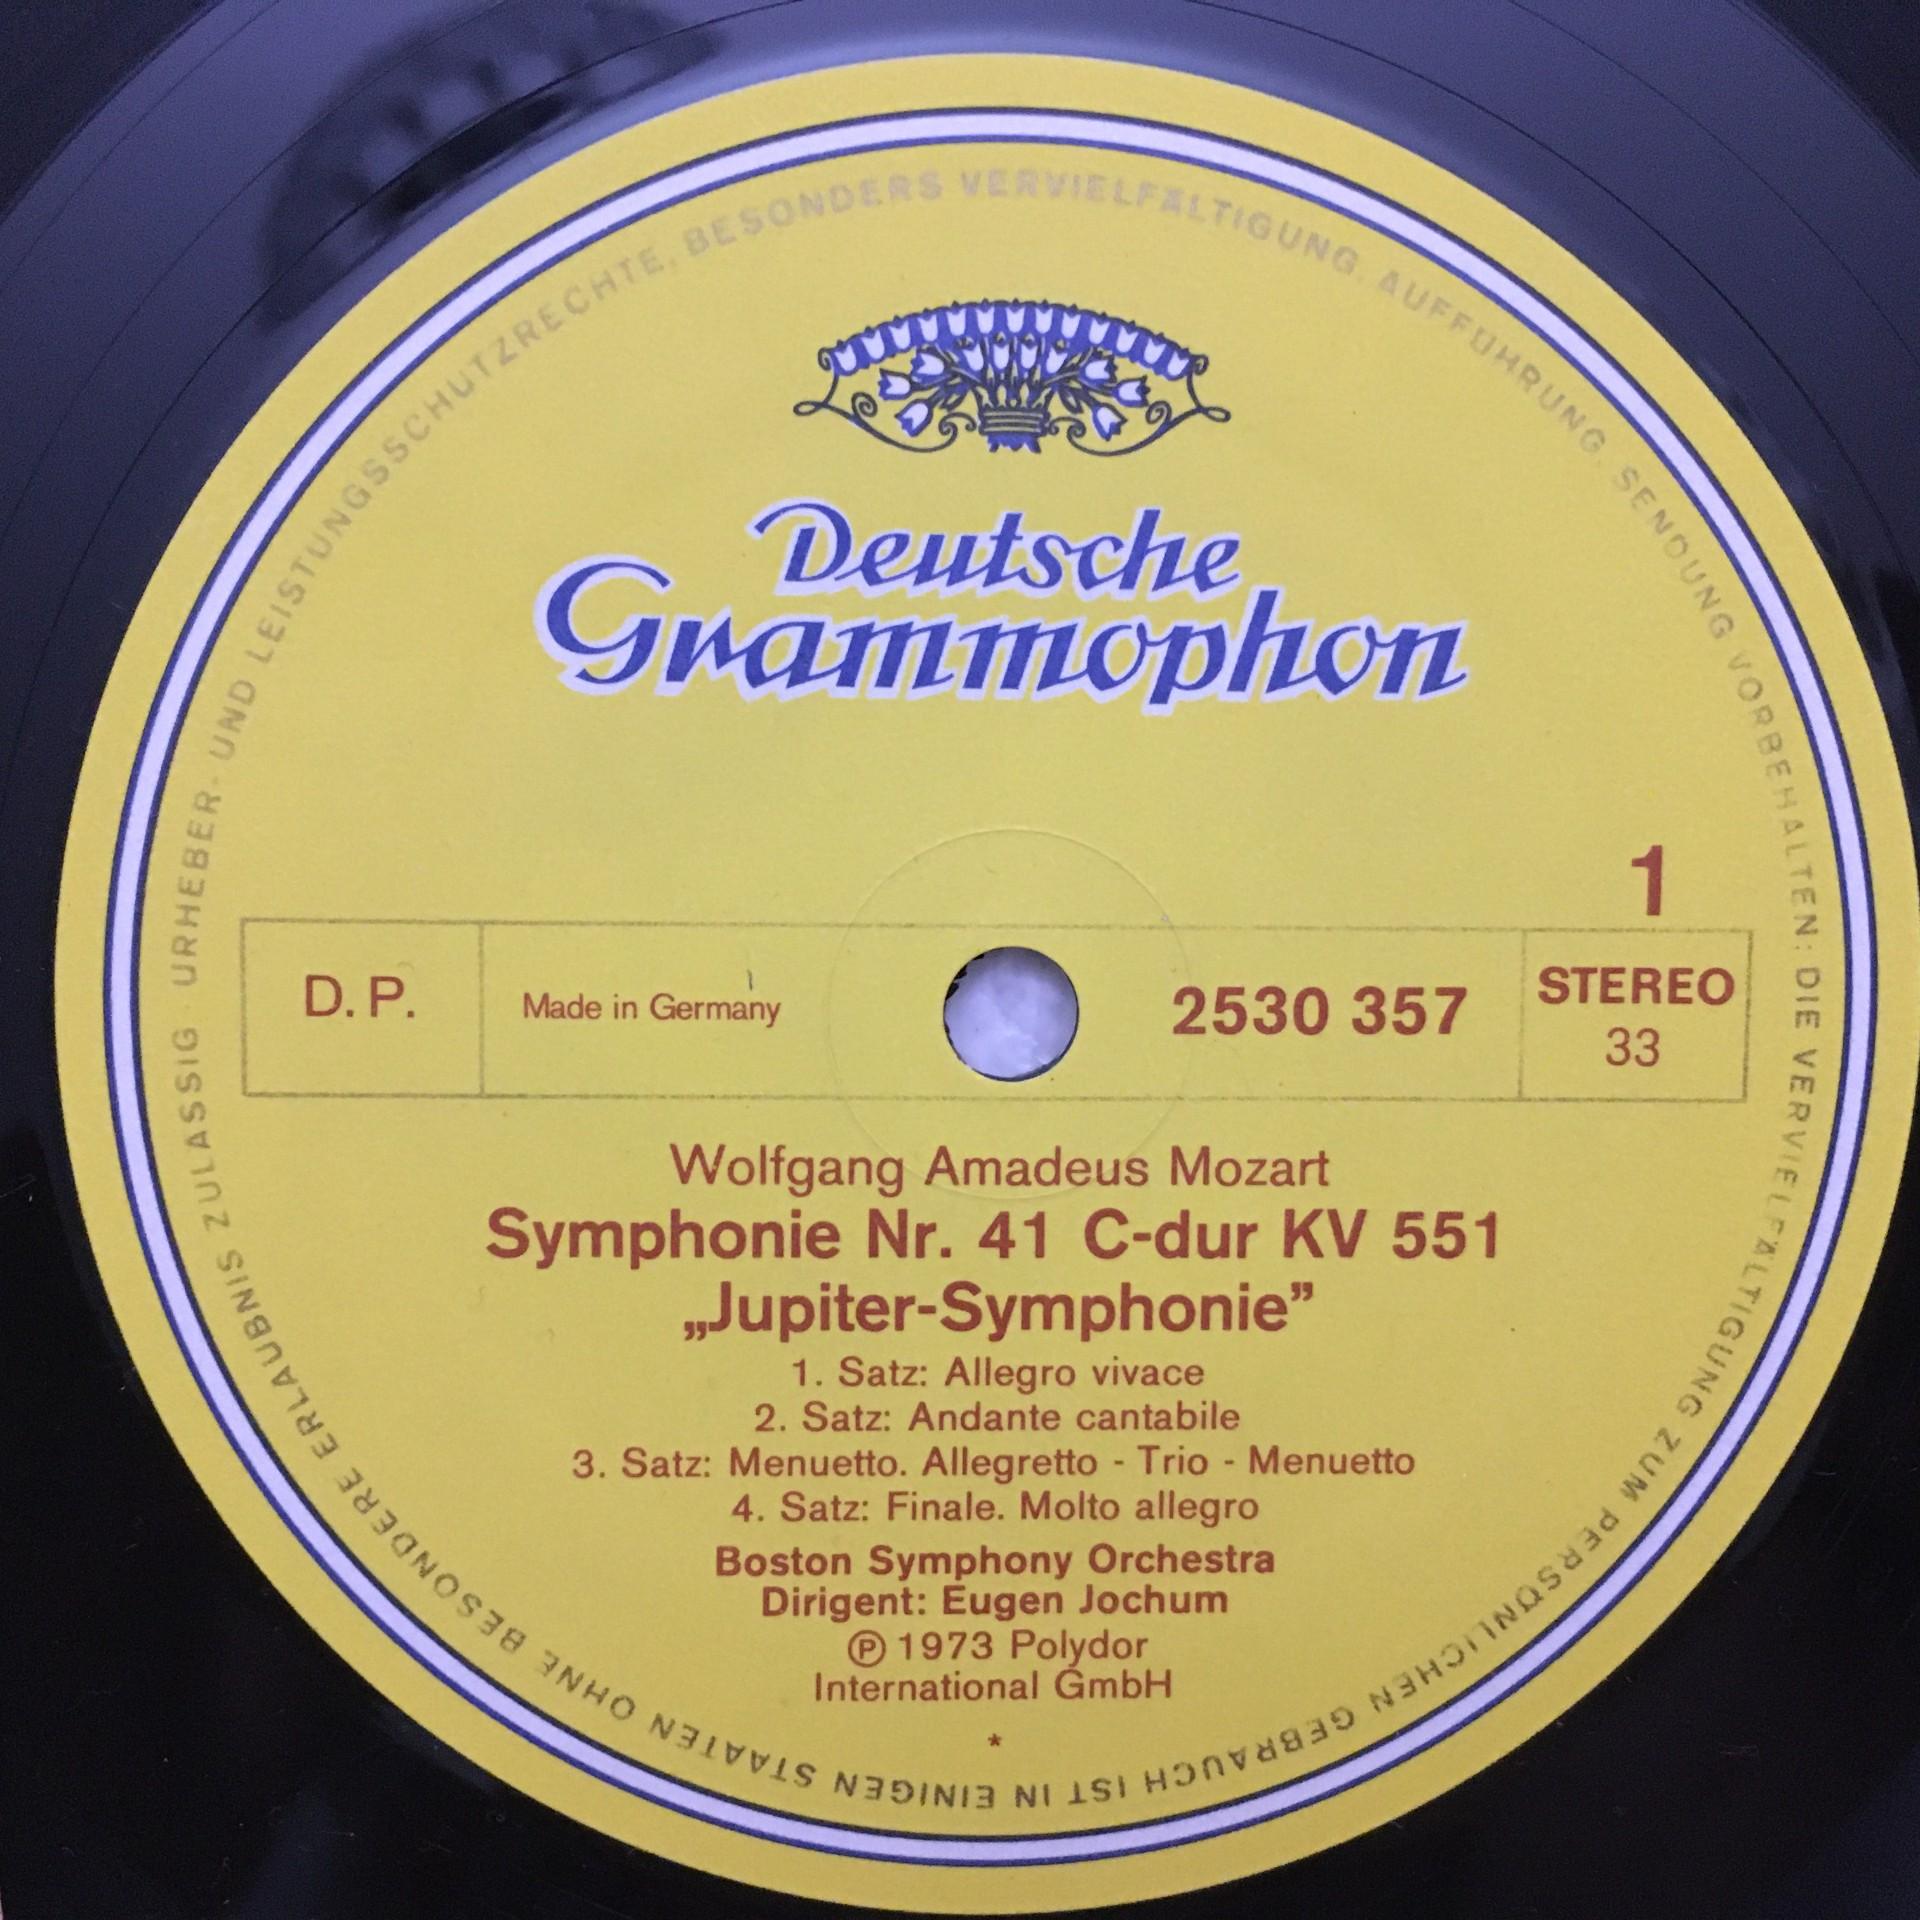 URHEBER- UND LEISTUNGSSCHUTZRECHTE, BESONDERS VERVIELFÄLTIGUNG, AUFFÜHRUNG, SENDUNG VORBEHALTEN: DIE VERVIELFÄLTIGUNG ZUM PERSÖNLICHEN GEBRAUCH IST IN EINIGEN STAATEN OHNE BESONDERE ERLAUBNIS ZULÄSSIG ·
Deutsche
Grammophon
1
D. P. Made in Germany 2530 357 STEREO
33
Wolfgang Amadeus Mozart
Symphonie Nr. 41 C-dur KV 551
„Jupiter-Symphonie”
1. Satz: Allegro vivace
2. Satz: Andante cantabile
3. Satz: Menuetto. Allegretto - Trio - Menuetto
4. Satz: Finale. Molto allegro
Boston Symphony Orchestra
Dirigent: Eugen Jochum
℗ 1973 Polydor
International GmbH
*